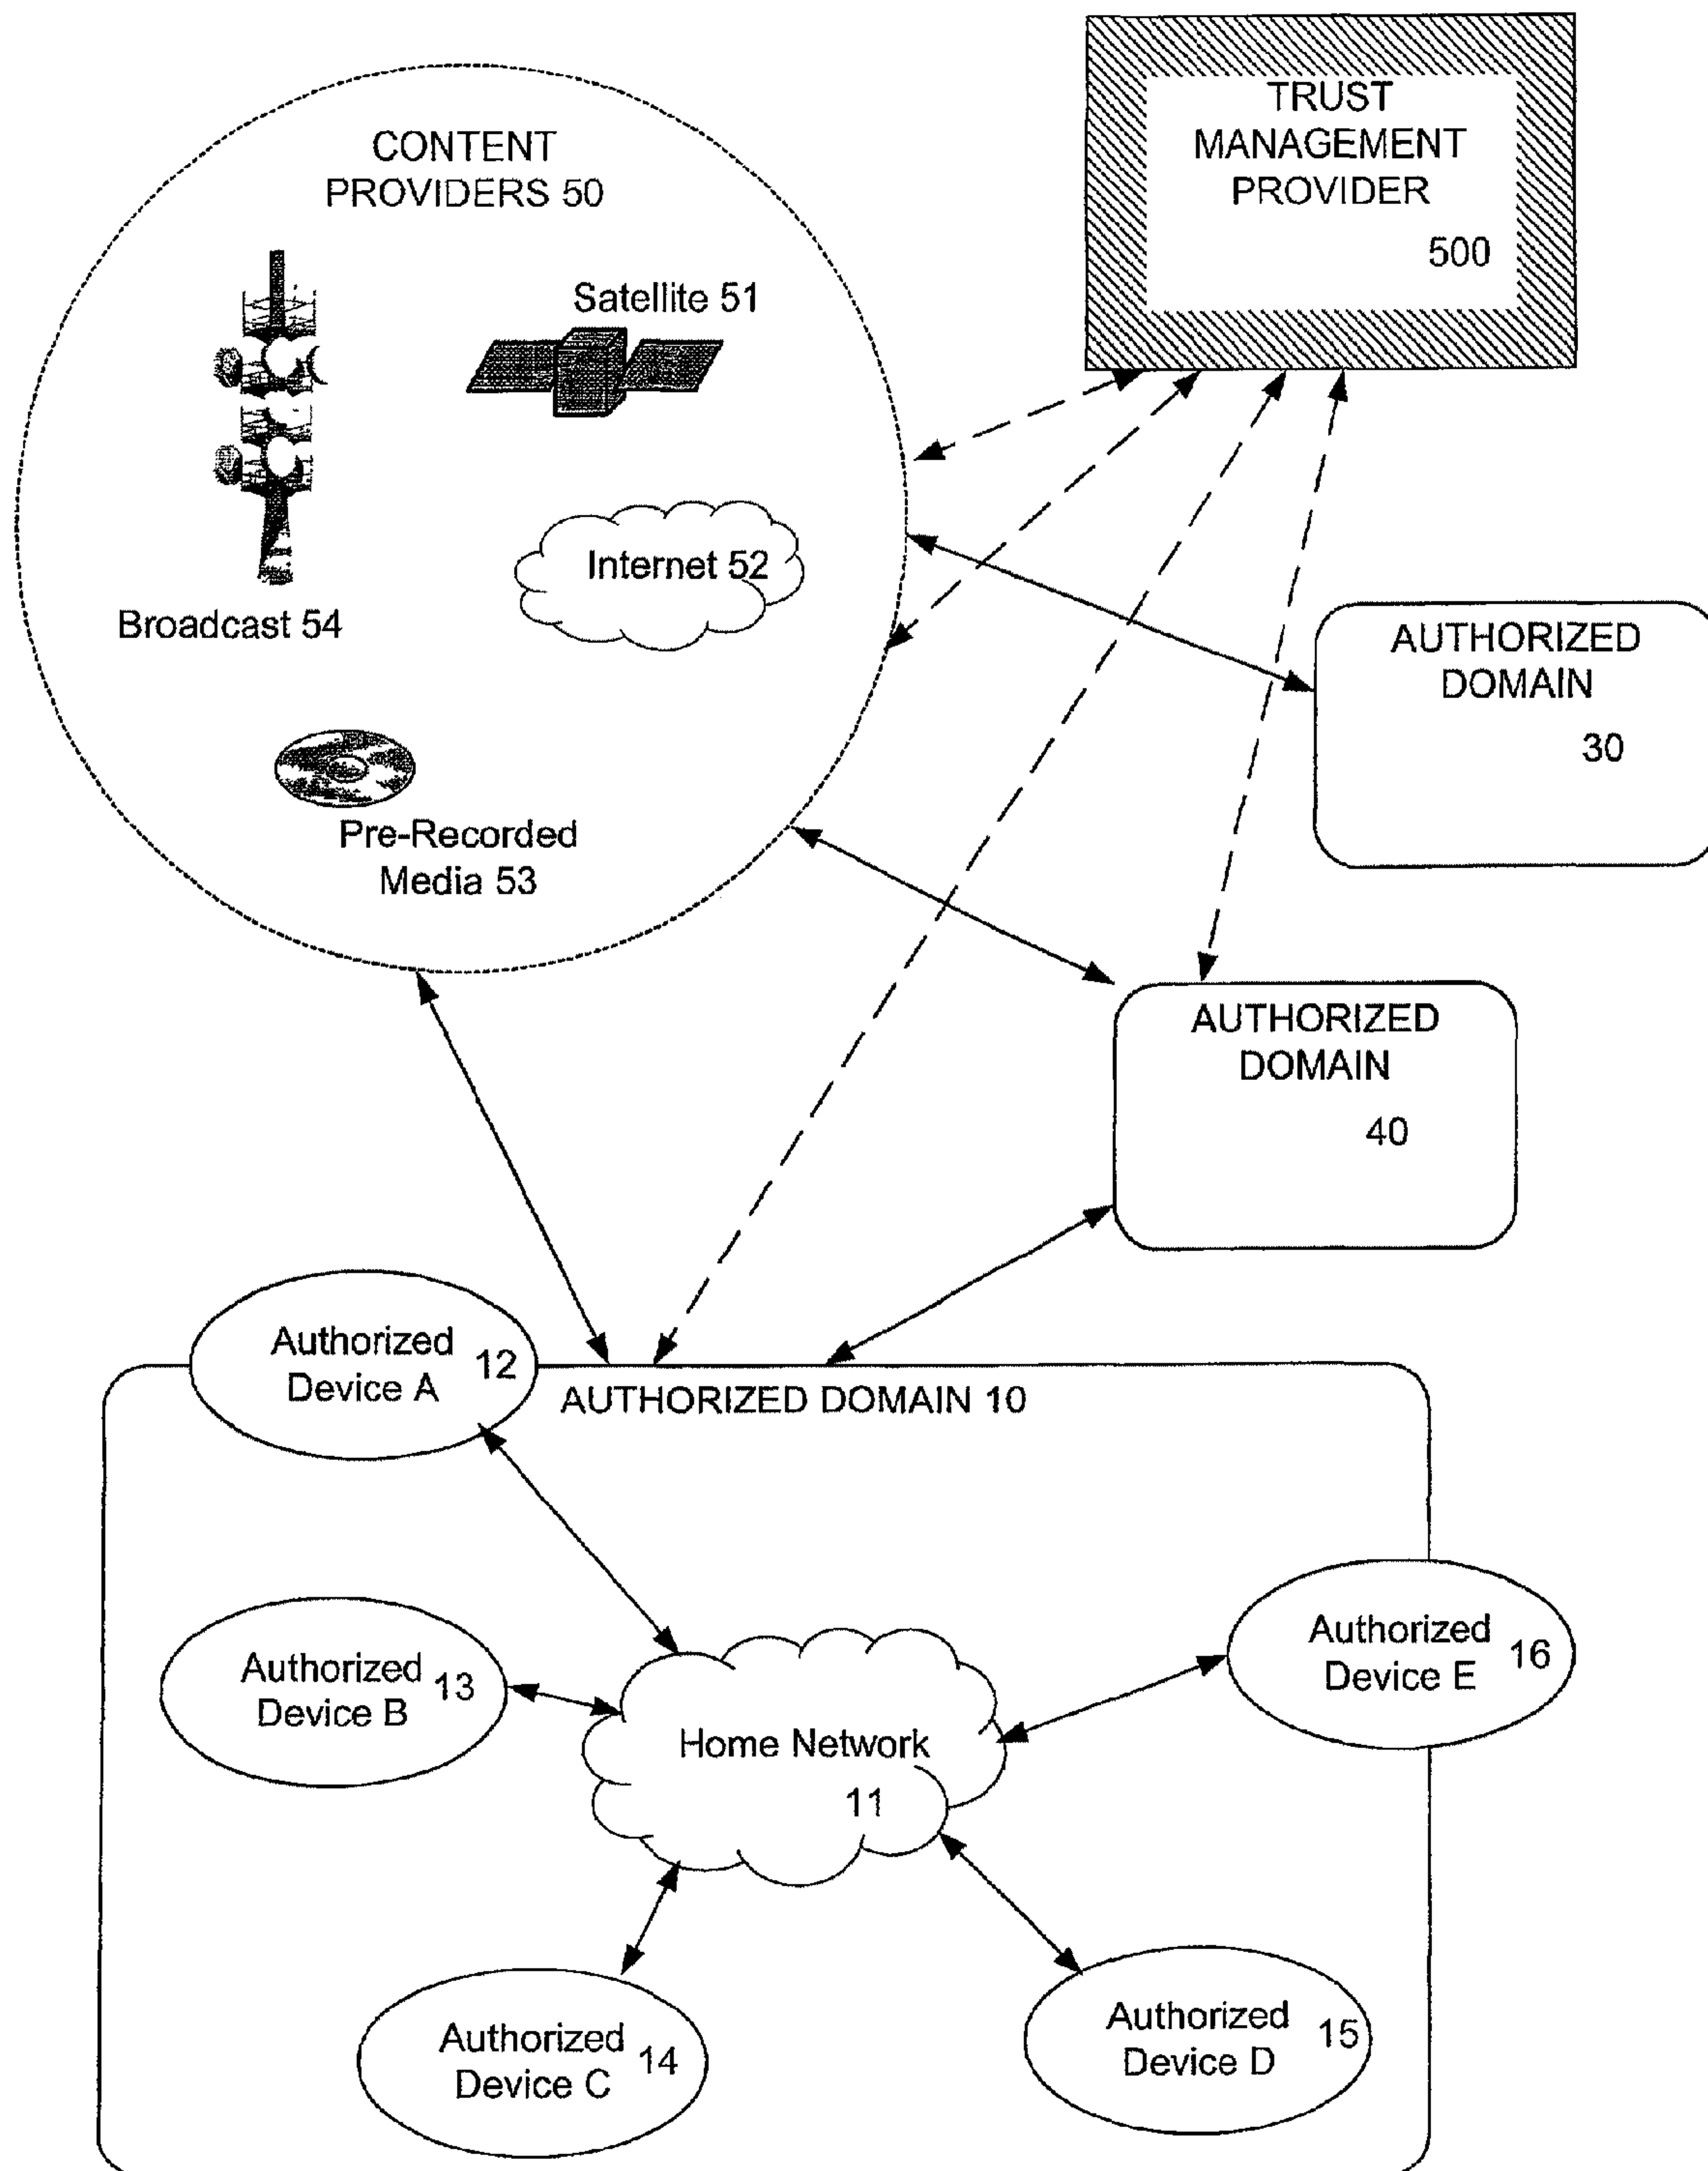 CONTENT
PROVIDERS 50
TRUST
MANAGEMENT
PROVIDER
500
Satellite 51
Internet 52
Broadcast 54
Pre-Recorded
Media 53
AUTHORIZED
DOMAIN
30
AUTHORIZED
DOMAIN
40
Authorized
Device A
12
AUTHORIZED DOMAIN 10
Authorized
Device B
13
Authorized
Device E
16
Home Network
11
Authorized
Device C
14
Authorized
Device D
15